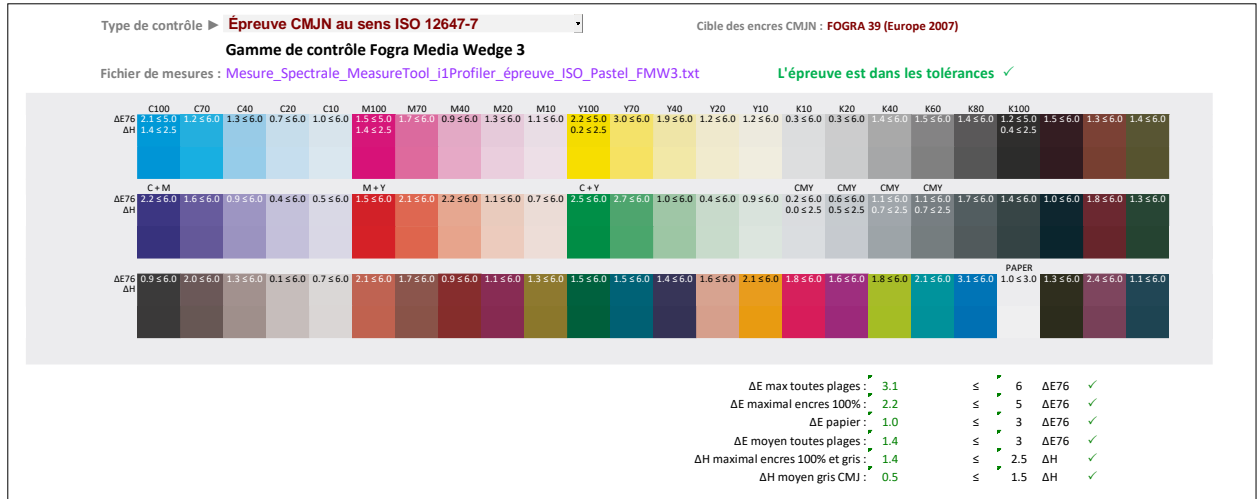 Type de contrôle ► Épreuve CMJN au sens ISO 12647-7 Cible des encres CMJN : FOGRA 39 (Europe 2007)
Gamme de contrôle Fogra Media Wedge 3
Fichier de mesures : Mesure_Spectrale_MeasureTool_i1Profiler_épreuve_ISO_Pastel_FMW3.txt L'épreuve est dans les tolérances ✓
C100 C70 C40 C20 C10 M100 M70 M40 M20 M10 Y100 Y70 Y40 Y20 Y10 K10 K20 K40 K60 K80 K100
ΔE76 2.1 ≤ 5.0 1.2 ≤ 6.0 1.3 ≤ 6.0 0.7 ≤ 6.0 1.0 ≤ 6.0 1.5 ≤ 5.0 1.7 ≤ 6.0 0.9 ≤ 6.0 1.3 ≤ 6.0 1.1 ≤ 6.0 2.2 ≤ 5.0 3.0 ≤ 6.0 1.9 ≤ 6.0 1.2 ≤ 6.0 1.2 ≤ 6.0 0.3 ≤ 6.0 0.3 ≤ 6.0 1.4 ≤ 6.0 1.5 ≤ 6.0 1.4 ≤ 6.0 1.2 ≤ 5.0 1.5 ≤ 6.0 1.3 ≤ 6.0 1.4 ≤ 6.0
ΔH 1.4 ≤ 2.5 1.4 ≤ 2.5 0.2 ≤ 2.5 0.4 ≤ 2.5
C + M M + Y C + Y CMY CMY CMY CMY
ΔE76 2.2 ≤ 6.0 1.6 ≤ 6.0 0.9 ≤ 6.0 0.4 ≤ 6.0 0.5 ≤ 6.0 1.5 ≤ 6.0 2.1 ≤ 6.0 2.2 ≤ 6.0 1.1 ≤ 6.0 0.7 ≤ 6.0 2.5 ≤ 6.0 2.7 ≤ 6.0 1.0 ≤ 6.0 0.4 ≤ 6.0 0.9 ≤ 6.0 0.2 ≤ 6.0 0.6 ≤ 6.0 1.1 ≤ 6.0 1.1 ≤ 6.0 1.7 ≤ 6.0 1.4 ≤ 6.0 1.0 ≤ 6.0 1.8 ≤ 6.0 1.3 ≤ 6.0
ΔH 0.0 ≤ 2.5 0.5 ≤ 2.5 0.7 ≤ 2.5 0.7 ≤ 2.5
PAPER
ΔE76 0.9 ≤ 6.0 2.0 ≤ 6.0 1.3 ≤ 6.0 0.1 ≤ 6.0 0.7 ≤ 6.0 2.1 ≤ 6.0 1.7 ≤ 6.0 0.9 ≤ 6.0 1.1 ≤ 6.0 1.3 ≤ 6.0 1.5 ≤ 6.0 1.5 ≤ 6.0 1.4 ≤ 6.0 1.6 ≤ 6.0 2.1 ≤ 6.0 1.8 ≤ 6.0 1.6 ≤ 6.0 1.8 ≤ 6.0 2.1 ≤ 6.0 3.1 ≤ 6.0 1.0 ≤ 3.0 1.3 ≤ 6.0 2.4 ≤ 6.0 1.1 ≤ 6.0
ΔH
ΔE max toutes plages : 3.1 ≤ 6 ΔE76 ✓
ΔE maximal encres 100% : 2.2 ≤ 5 ΔE76 ✓
ΔE papier : 1.0 ≤ 3 ΔE76 ✓
ΔE moyen toutes plages : 1.4 ≤ 3 ΔE76 ✓
ΔH maximal encres 100% et gris : 1.4 ≤ 2.5 ΔH ✓
ΔH moyen gris CMJ : 0.5 ≤ 1.5 ΔH ✓